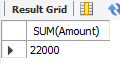 Result Grid
SUM(Amount)
22000